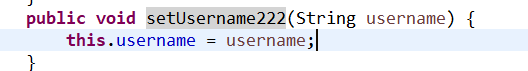 }
public void setUsername222(String username) {
this.username = username;
}